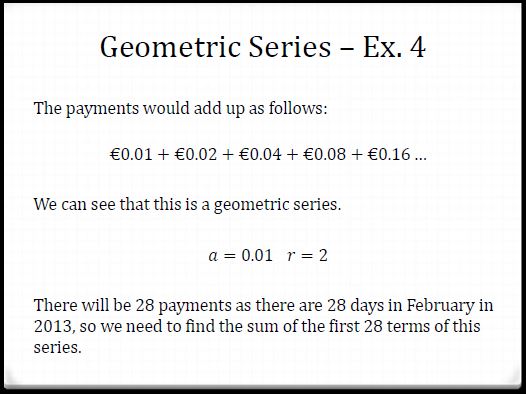 Geometric Series – Ex. 4
The payments would add up as follows:
€0.01 + €0.02 + €0.04 + €0.08 + €0.16 ...
We can see that this is a geometric series.
a = 0.01 r = 2
There will be 28 payments as there are 28 days in February in
2013, so we need to find the sum of the first 28 terms of this
series.